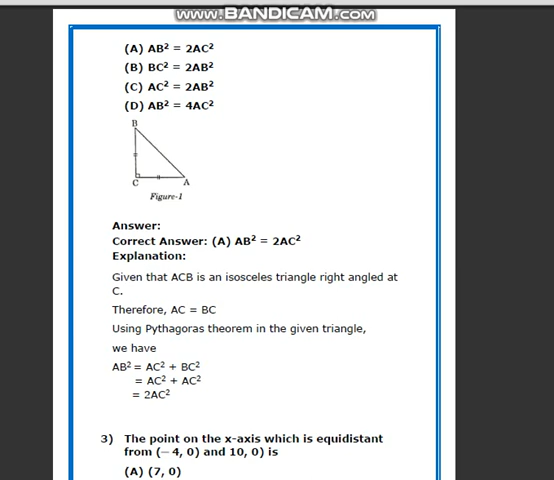 www.BANDICAM.com
(A) AB² = 2AC²
(B) BC² = 2AB²
(C) AC² = 2AB²
(D) AB² = 4AC²
B
C
A
Figure-1
Answer:
Correct Answer: (A) AB² = 2AC²
Explanation:
Given that ACB is an isosceles triangle right angled at
C.
Therefore, AC = BC
Using Pythagoras theorem in the given triangle,
we have
AB² = AC² + BC²
= AC² + AC²
= 2AC²
3) The point on the x-axis which is equidistant
from (– 4, 0) and 10, 0) is
(A) (7, 0)